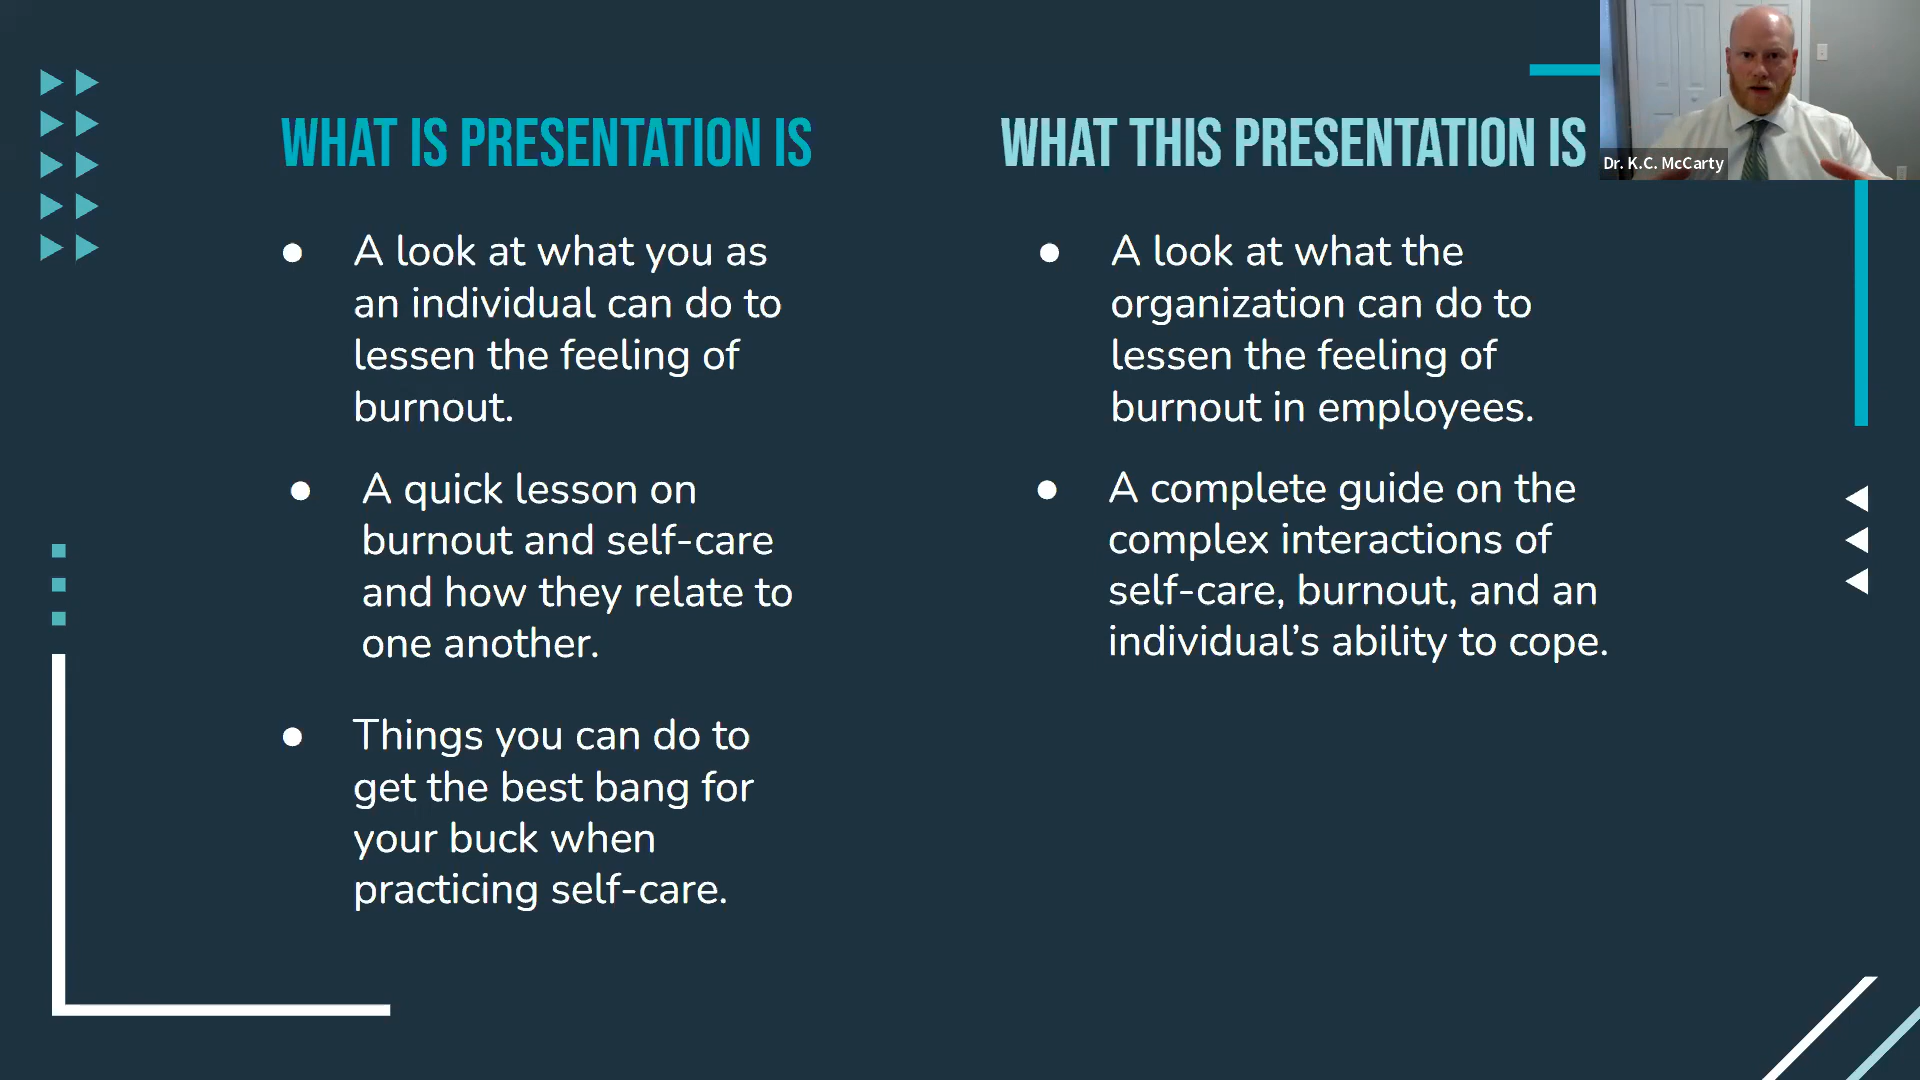 WHAT IS PRESENTATION IS
● A look at what you as
an individual can do to
lessen the feeling of
burnout.
● A quick lesson on
burnout and self-care
and how they relate to
one another.
● Things you can do to
get the best bang for
your buck when
practicing self-care.
WHAT THIS PRESENTATION IS
● A look at what the
organization can do to
lessen the feeling of
burnout in employees.
● A complete guide on the
complex interactions of
self-care, burnout, and an
individual’s ability to cope.
Dr. K.C. McCarty